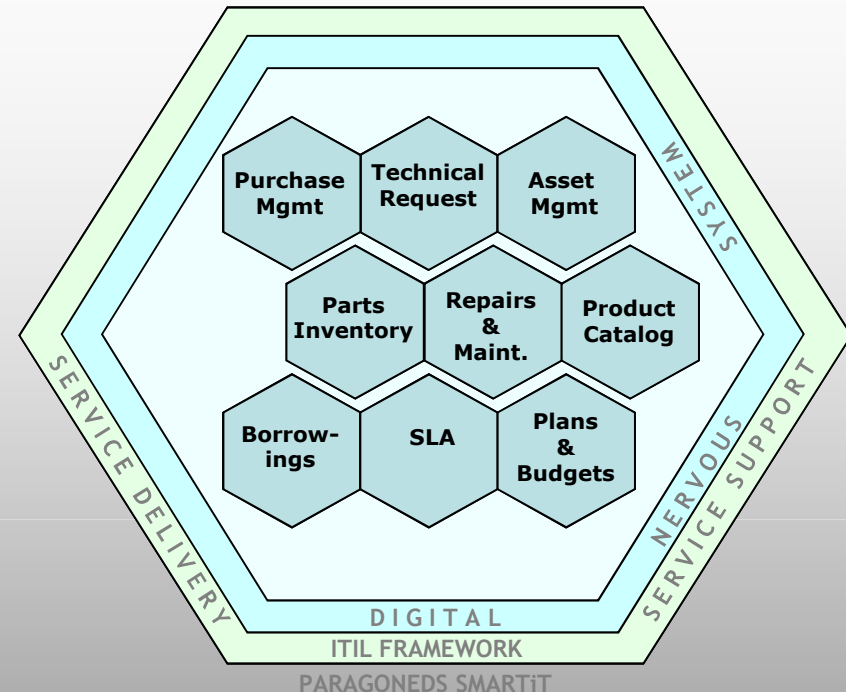 Purchase
Mgmt
Technical
Request
Asset
Mgmt
Parts
Inventory
Repairs
&
Maint.
Product
Catalog
Borrow-
ings
SLA
Plans
&
Budgets
SYSTEM
NERVOUS
DIGITAL
SERVICE DELIVERY
SERVICE SUPPORT
ITIL FRAMEWORK
PARAGONEDS SMARTiT